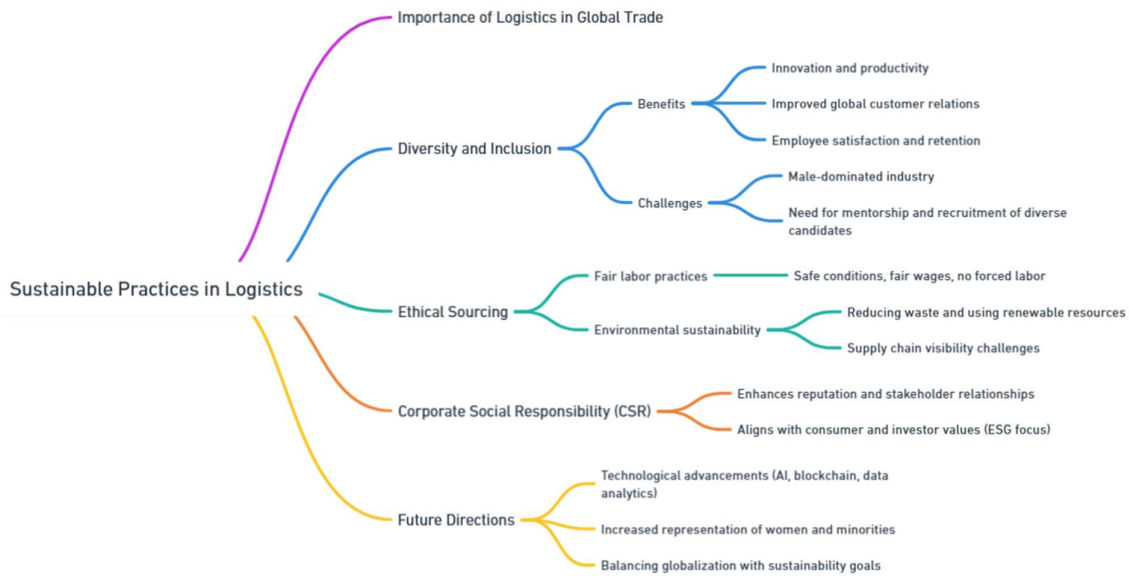 Sustainable Practices in Logistics
Importance of Logistics in Global Trade
Diversity and Inclusion
Benefits
Innovation and productivity
Improved global customer relations
Employee satisfaction and retention
Challenges
Male-dominated industry
Need for mentorship and recruitment of diverse
candidates
Ethical Sourcing
Fair labor practices
Safe conditions, fair wages, no forced labor
Environmental sustainability
Reducing waste and using renewable resources
Supply chain visibility challenges
Corporate Social Responsibility (CSR)
Enhances reputation and stakeholder relationships
Aligns with consumer and investor values (ESG focus)
Future Directions
Technological advancements (AI, blockchain, data
analytics)
Increased representation of women and minorities
Balancing globalization with sustainability goals